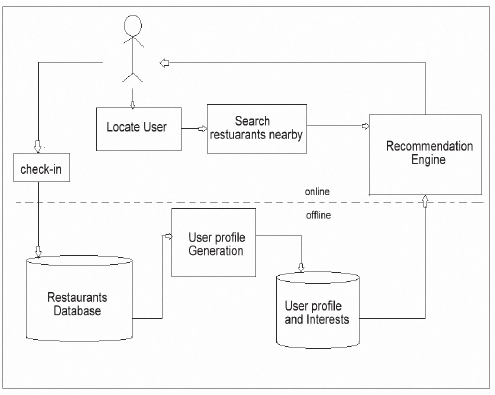 Locate User
Search
restuarants nearby
Recommendation
Engine
check-in
online
offline
User profile
Generation
Restaurants
Database
User profile
and Interests